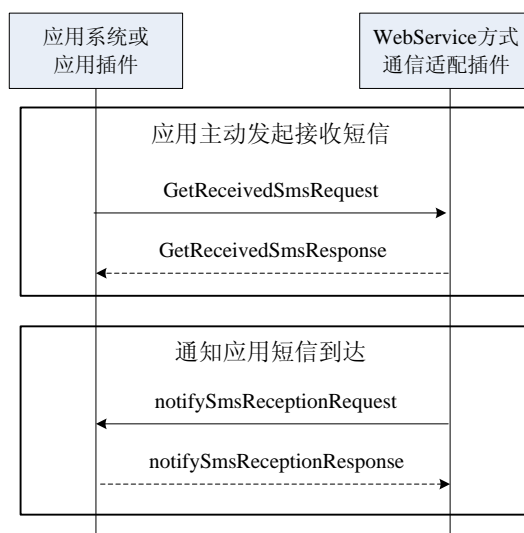 应用系统或
应用插件
WebService方式
通信适配插件
应用主动发起接收短信
GetReceivedSmsRequest
GetReceivedSmsResponse
通知应用短信到达
notifySmsReceptionRequest
notifySmsReceptionResponse